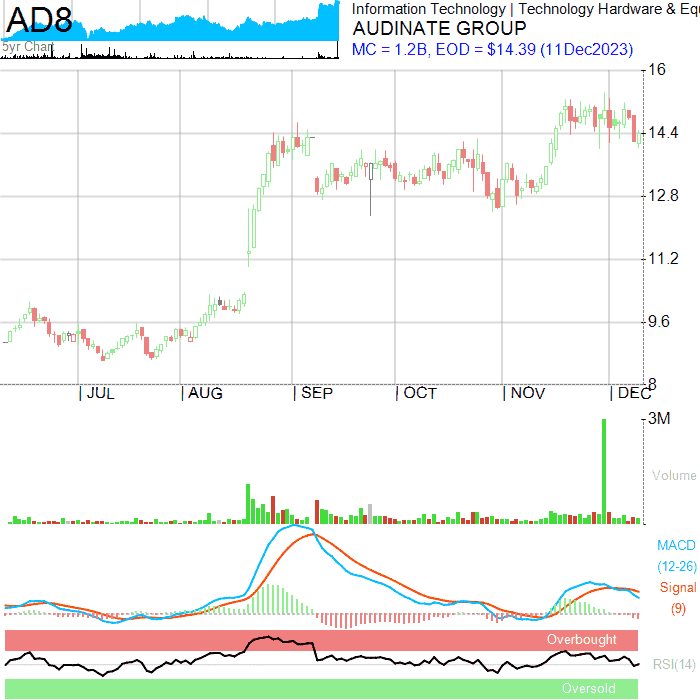 AD8
5yr Chart
Information Technology | Technology Hardware & Equ
AUDINATE GROUP
MC = 1.2B, EOD = $14.39 (11Dec2023)
16
14.4
12.8
11.2
9.6
8
| JUL | AUG | SEP | OCT | NOV | DEC
3M
Volume
MACD
(12-26)
Signal
(9)
Overbought
RSI(14)
Oversold